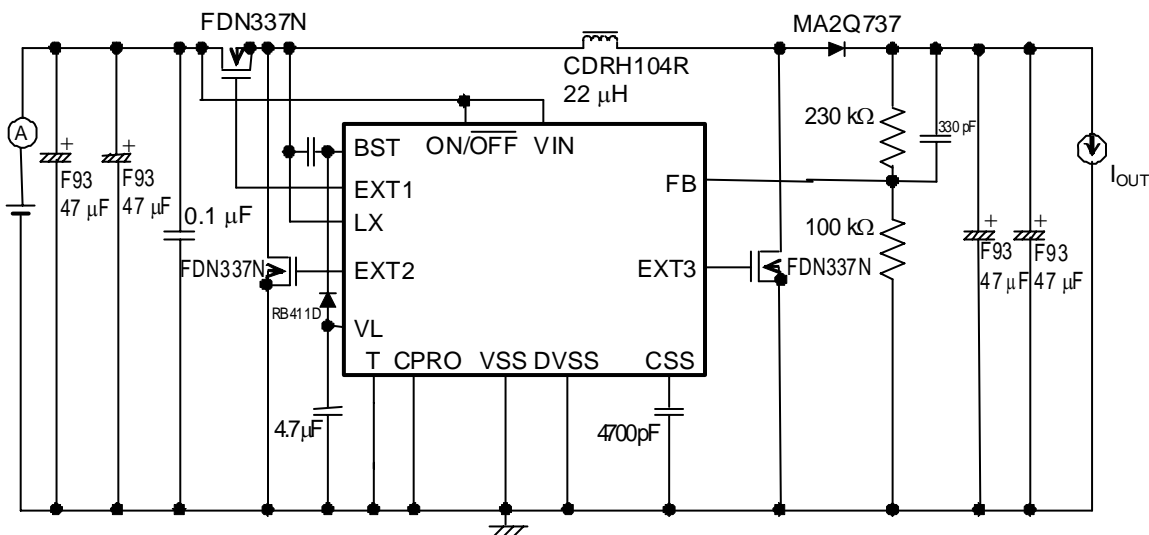 FDN337N
MA2Q737
CDRH104R
22 μH
A
+
F93
47 μF
+
F93
47 μF
0.1 μF
BST
ON/OFF
VIN
EXT1
LX
EXT2
VL
FB
EXT3
T
CPRO
VSS
DVSS
CSS
FDN337N
RB411D
4.7μF
4700pF
230 kΩ
330 pF
100 kΩ
FDN337N
+
F93
47 μF
+
F93
47 μF
IOUT